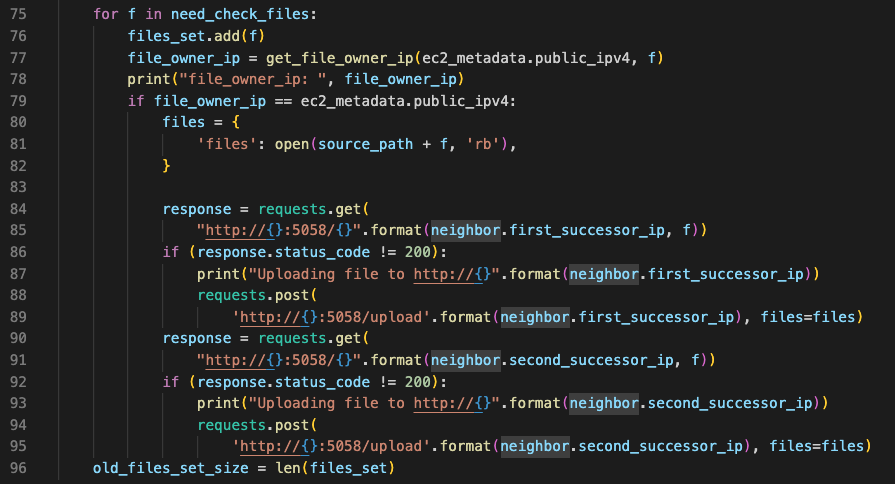 75 for f in need_check_files:
76 files_set.add(f)
77 file_owner_ip = get_file_owner_ip(ec2_metadata.public_ipv4, f)
78 print("file_owner_ip: ", file_owner_ip)
79 if file_owner_ip == ec2_metadata.public_ipv4:
80 files = {
81 'files': open(source_path + f, 'rb'),
82 }
83
84 response = requests.get(
85 "http://{}:5058/{}".format(neighbor.first_successor_ip, f))
86 if (response.status_code != 200):
87 print("Uploading file to http://{}".format(neighbor.first_successor_ip))
88 requests.post(
89 'http://{}:5058/upload'.format(neighbor.first_successor_ip), files=files)
90 response = requests.get(
91 "http://{}:5058/{}".format(neighbor.second_successor_ip, f))
92 if (response.status_code != 200):
93 print("Uploading file to http://{}".format(neighbor.second_successor_ip))
94 requests.post(
95 'http://{}:5058/upload'.format(neighbor.second_successor_ip), files=files)
96 old_files_set_size = len(files_set)